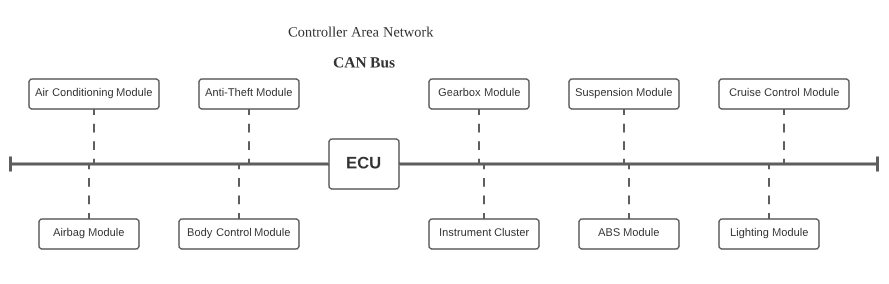 Controller Area Network
CAN Bus
Air Conditioning Module
Anti-Theft Module
Gearbox Module
Suspension Module
Cruise Control Module
ECU
Airbag Module
Body Control Module
Instrument Cluster
ABS Module
Lighting Module